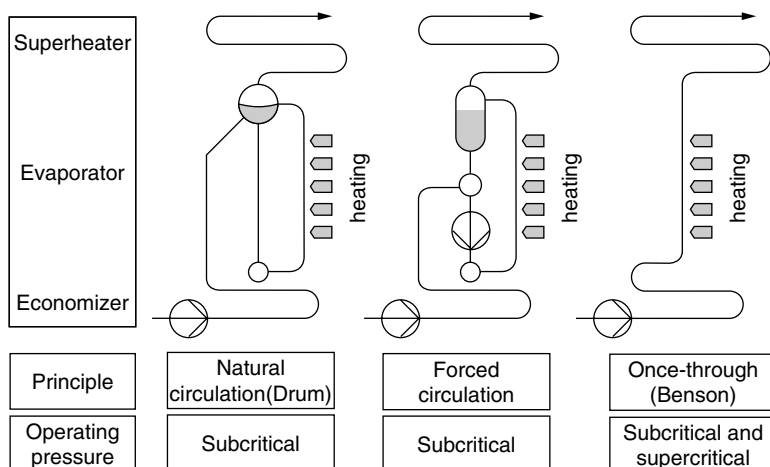 Superheater
Evaporator
Economizer
heating
heating
heating
Principle
Natural
circulation(Drum)
Forced
circulation
Once-through
(Benson)
Operating
pressure
Subcritical
Subcritical
Subcritical and
supercritical